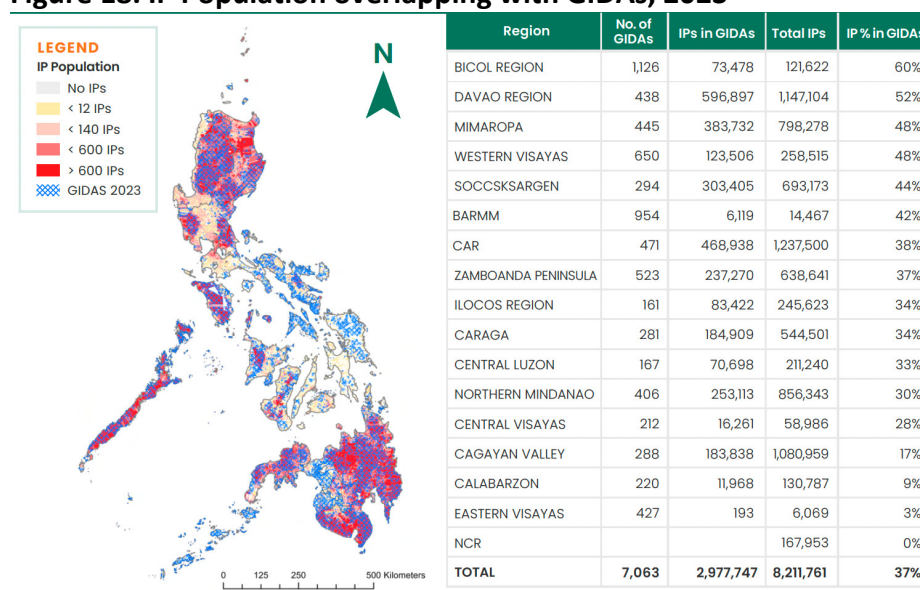 Figure 18. IP Population overlapping with GIDAs, 2023
LEGEND
IP Population
No IPs
< 12 IPs
< 140 IPs
< 600 IPs
> 600 IPs
GIDAS 2023
N
0 125 250 500 Kilometers
Region No. of GIDAs IPs in GIDAs Total IPs IP % in GIDAs
BICOL REGION 1,126 73,478 121,622 60%
DAVAO REGION 438 596,897 1,147,104 52%
MIMAROPA 445 383,732 798,278 48%
WESTERN VISAYAS 650 123,506 258,515 48%
SOCCSKSARGEN 294 303,405 693,173 44%
BARMM 954 6,119 14,467 42%
CAR 471 468,938 1,237,500 38%
ZAMBOANDA PENINSULA 523 237,270 638,641 37%
ILOCOS REGION 161 83,422 245,623 34%
CARAGA 281 184,909 544,501 34%
CENTRAL LUZON 167 70,698 211,240 33%
NORTHERN MINDANAO 406 253,113 856,343 30%
CENTRAL VISAYAS 212 16,261 58,986 28%
CAGAYAN VALLEY 288 183,838 1,080,959 17%
CALABARZON 220 11,968 130,787 9%
EASTERN VISAYAS 427 193 6,069 3%
NCR 167,953 0%
TOTAL 7,063 2,977,747 8,211,761 37%